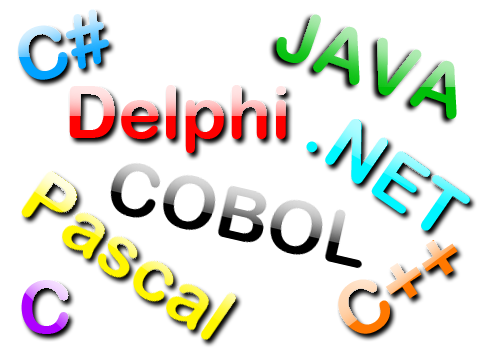 C#
JAVA
Delphi
.NET
COBOL
Pascal
C++
C